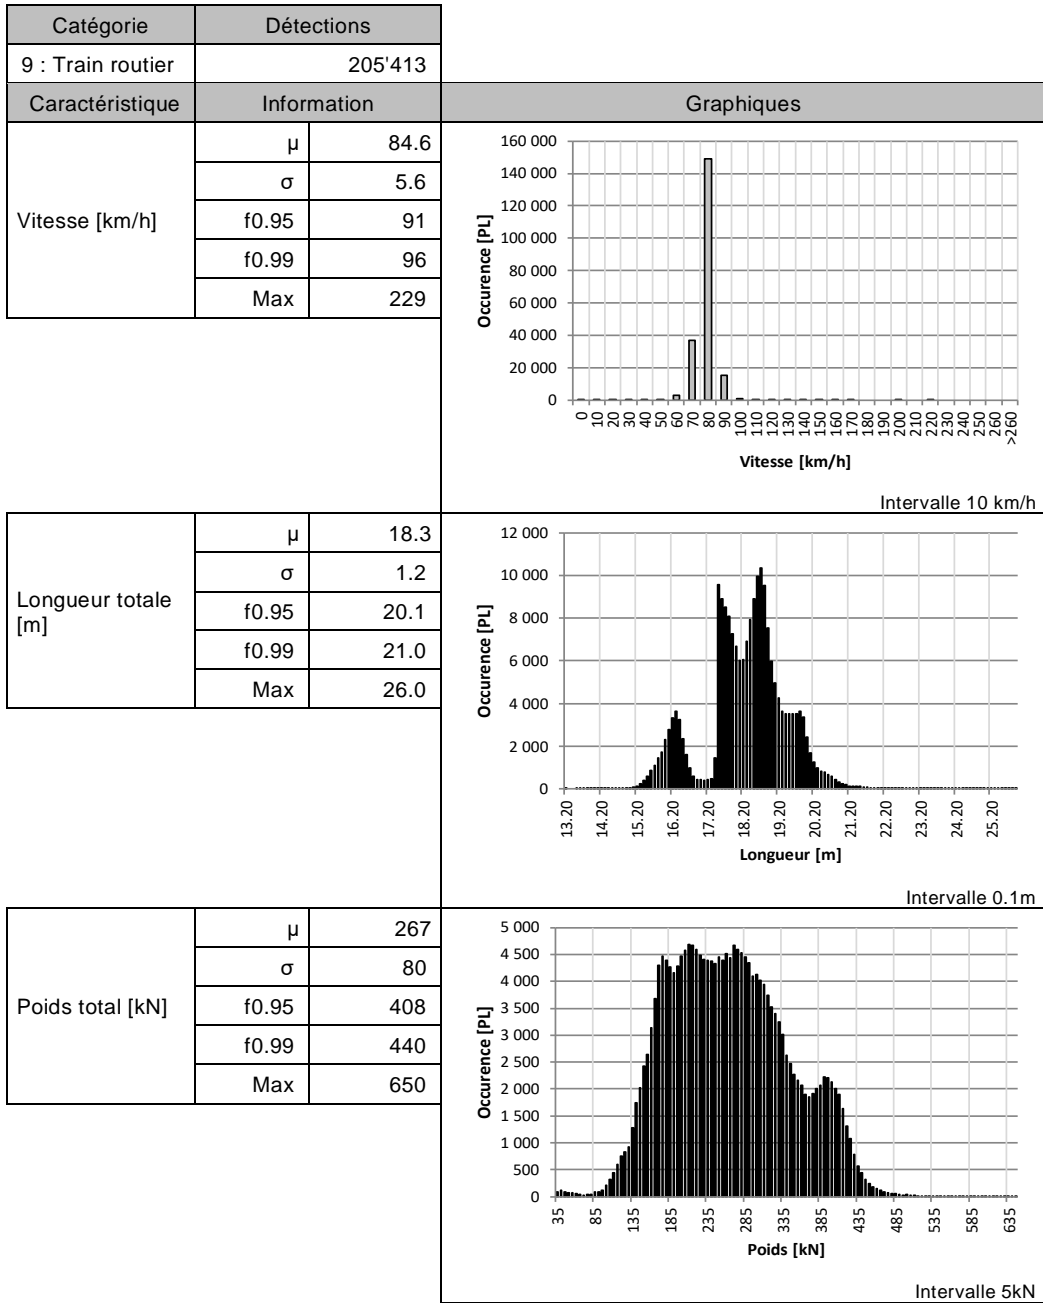 Catégorie Détections
9 : Train routier 205'413
Caractéristique Information Graphiques
Vitesse [km/h]
µ 84.6
σ 5.6
f0.95 91
f0.99 96
Max 229
160 000
140 000
120 000
100 000
80 000
60 000
40 000
20 000
0
Occurence [PL]
0 10 20 30 40 50 60 70 80 90 100 110 120 130 140 150 160 170 180 190 200 210 220 230 240 250 260 >260
Vitesse [km/h]
Intervalle 10 km/h
Longueur totale
[m]
µ 18.3
σ 1.2
f0.95 20.1
f0.99 21.0
Max 26.0
12 000
10 000
8 000
6 000
4 000
2 000
0
Occurence [PL]
13.20 14.20 15.20 16.20 17.20 18.20 19.20 20.20 21.20 22.20 23.20 24.20 25.20
Longueur [m]
Intervalle 0.1m
Poids total [kN]
µ 267
σ 80
f0.95 408
f0.99 440
Max 650
5 000
4 500
4 000
3 500
3 000
2 500
2 000
1 500
1 000
500
0
Occurence [PL]
35 85 135 185 235 285 335 385 435 485 535 585 635
Poids [kN]
Intervalle 5kN